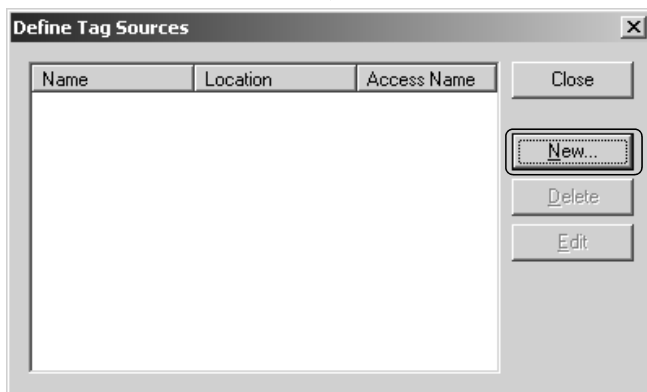 Define Tag Sources
Name Location Access Name Close
New...
Delete
Edit